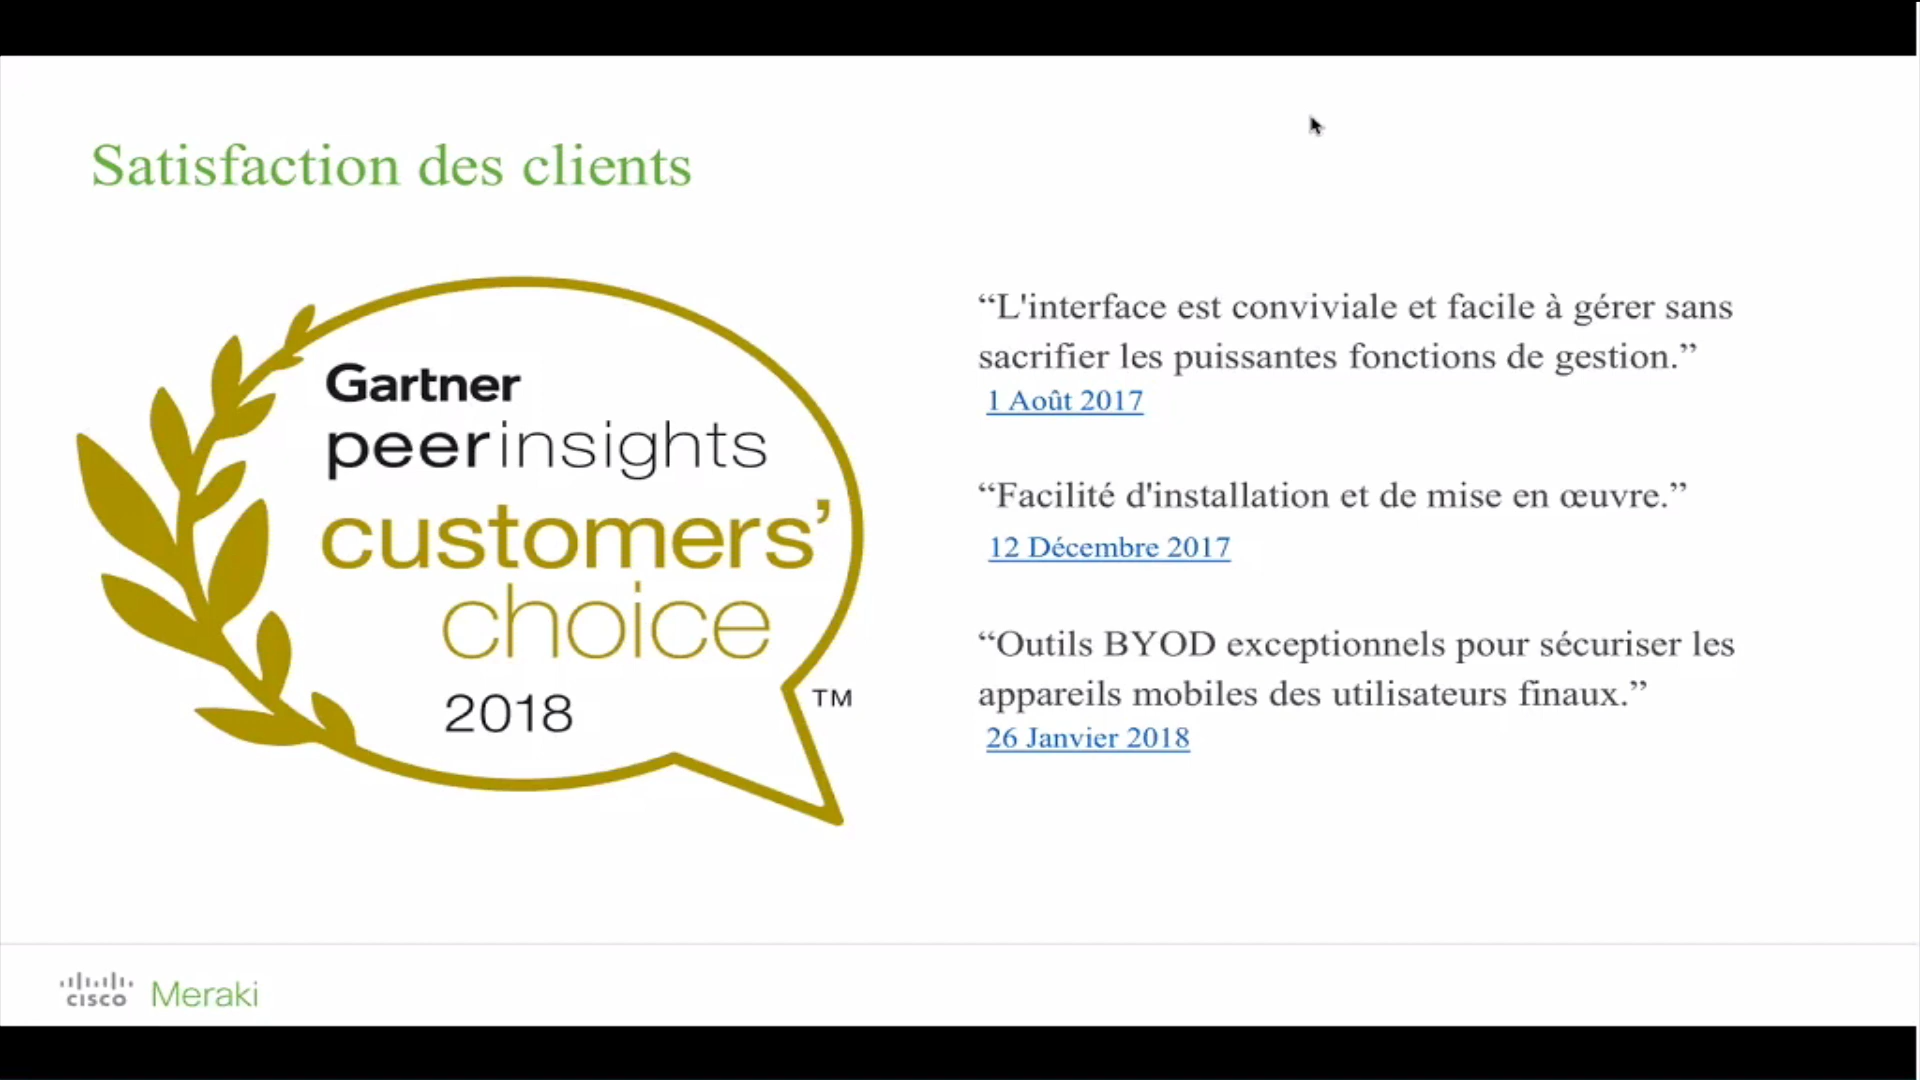 Satisfaction des clients
Gartner
peerinsights
customers’
choice
2018
TM
“L'interface est conviviale et facile à gérer sans
sacrifier les puissantes fonctions de gestion.”
1 Août 2017
“Facilité d'installation et de mise en œuvre.”
12 Décembre 2017
“Outils BYOD exceptionnels pour sécuriser les
appareils mobiles des utilisateurs finaux.”
26 Janvier 2018
CISCO Meraki